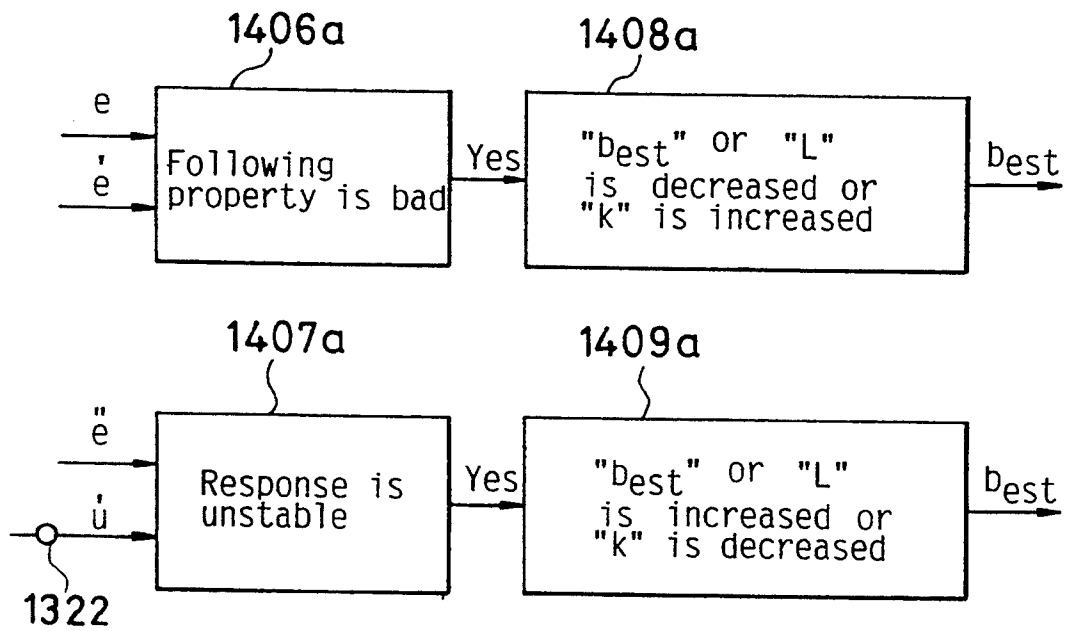 1406a
1408a
e
ė
Following
property is bad
Yes
"best" or "L"
is decreased or
"k" is increased
best
1407a
1409a
ë
u̇
Response is
unstable
Yes
"best" or "L"
is increased or
"k" is decreased
best
1322